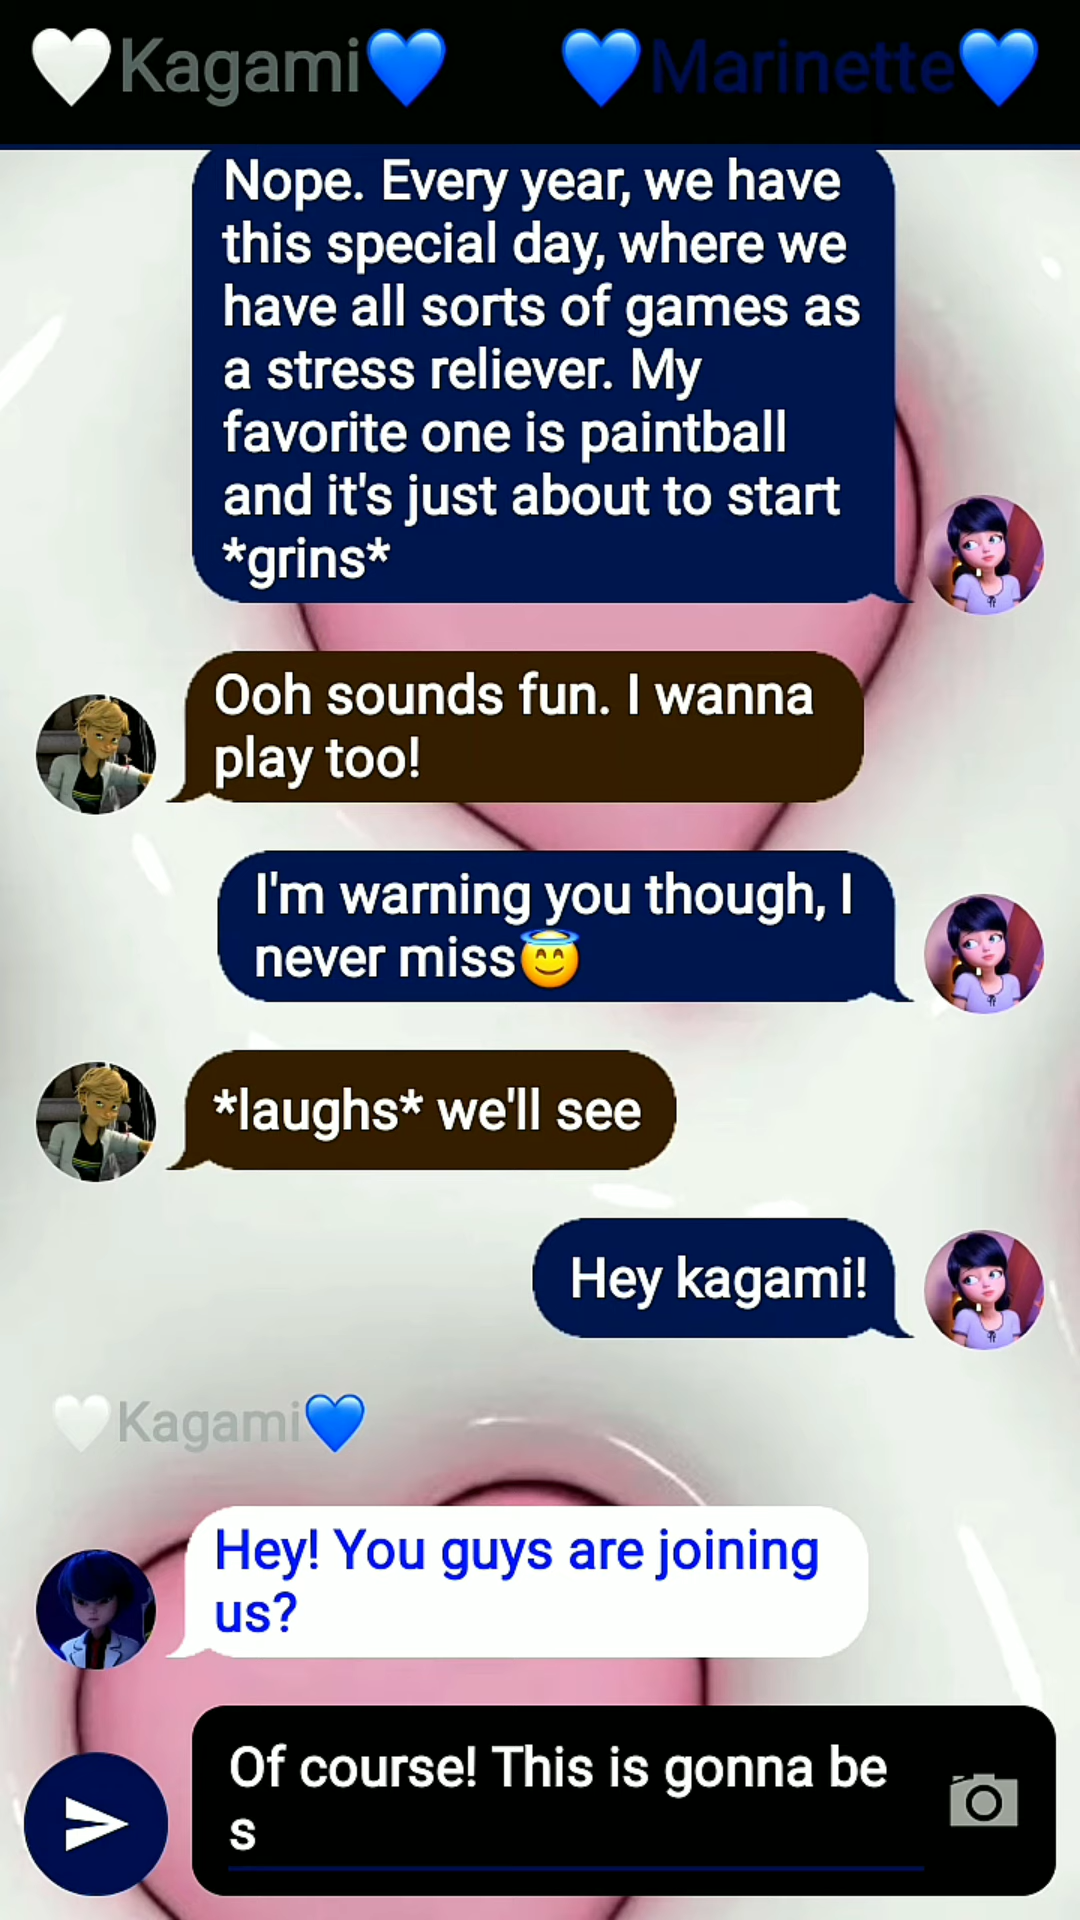 🤍Kagami💙 💙Marinette💙
Nope. Every year, we have
this special day, where we
have all sorts of games as
a stress reliever. My
favorite one is paintball
and it's just about to start
*grins*
Ooh sounds fun. I wanna
play too!
I'm warning you though, I
never miss😇
*laughs* we'll see
Hey kagami!
🤍Kagami💙
Hey! You guys are joining
us?
Of course! This is gonna be
s